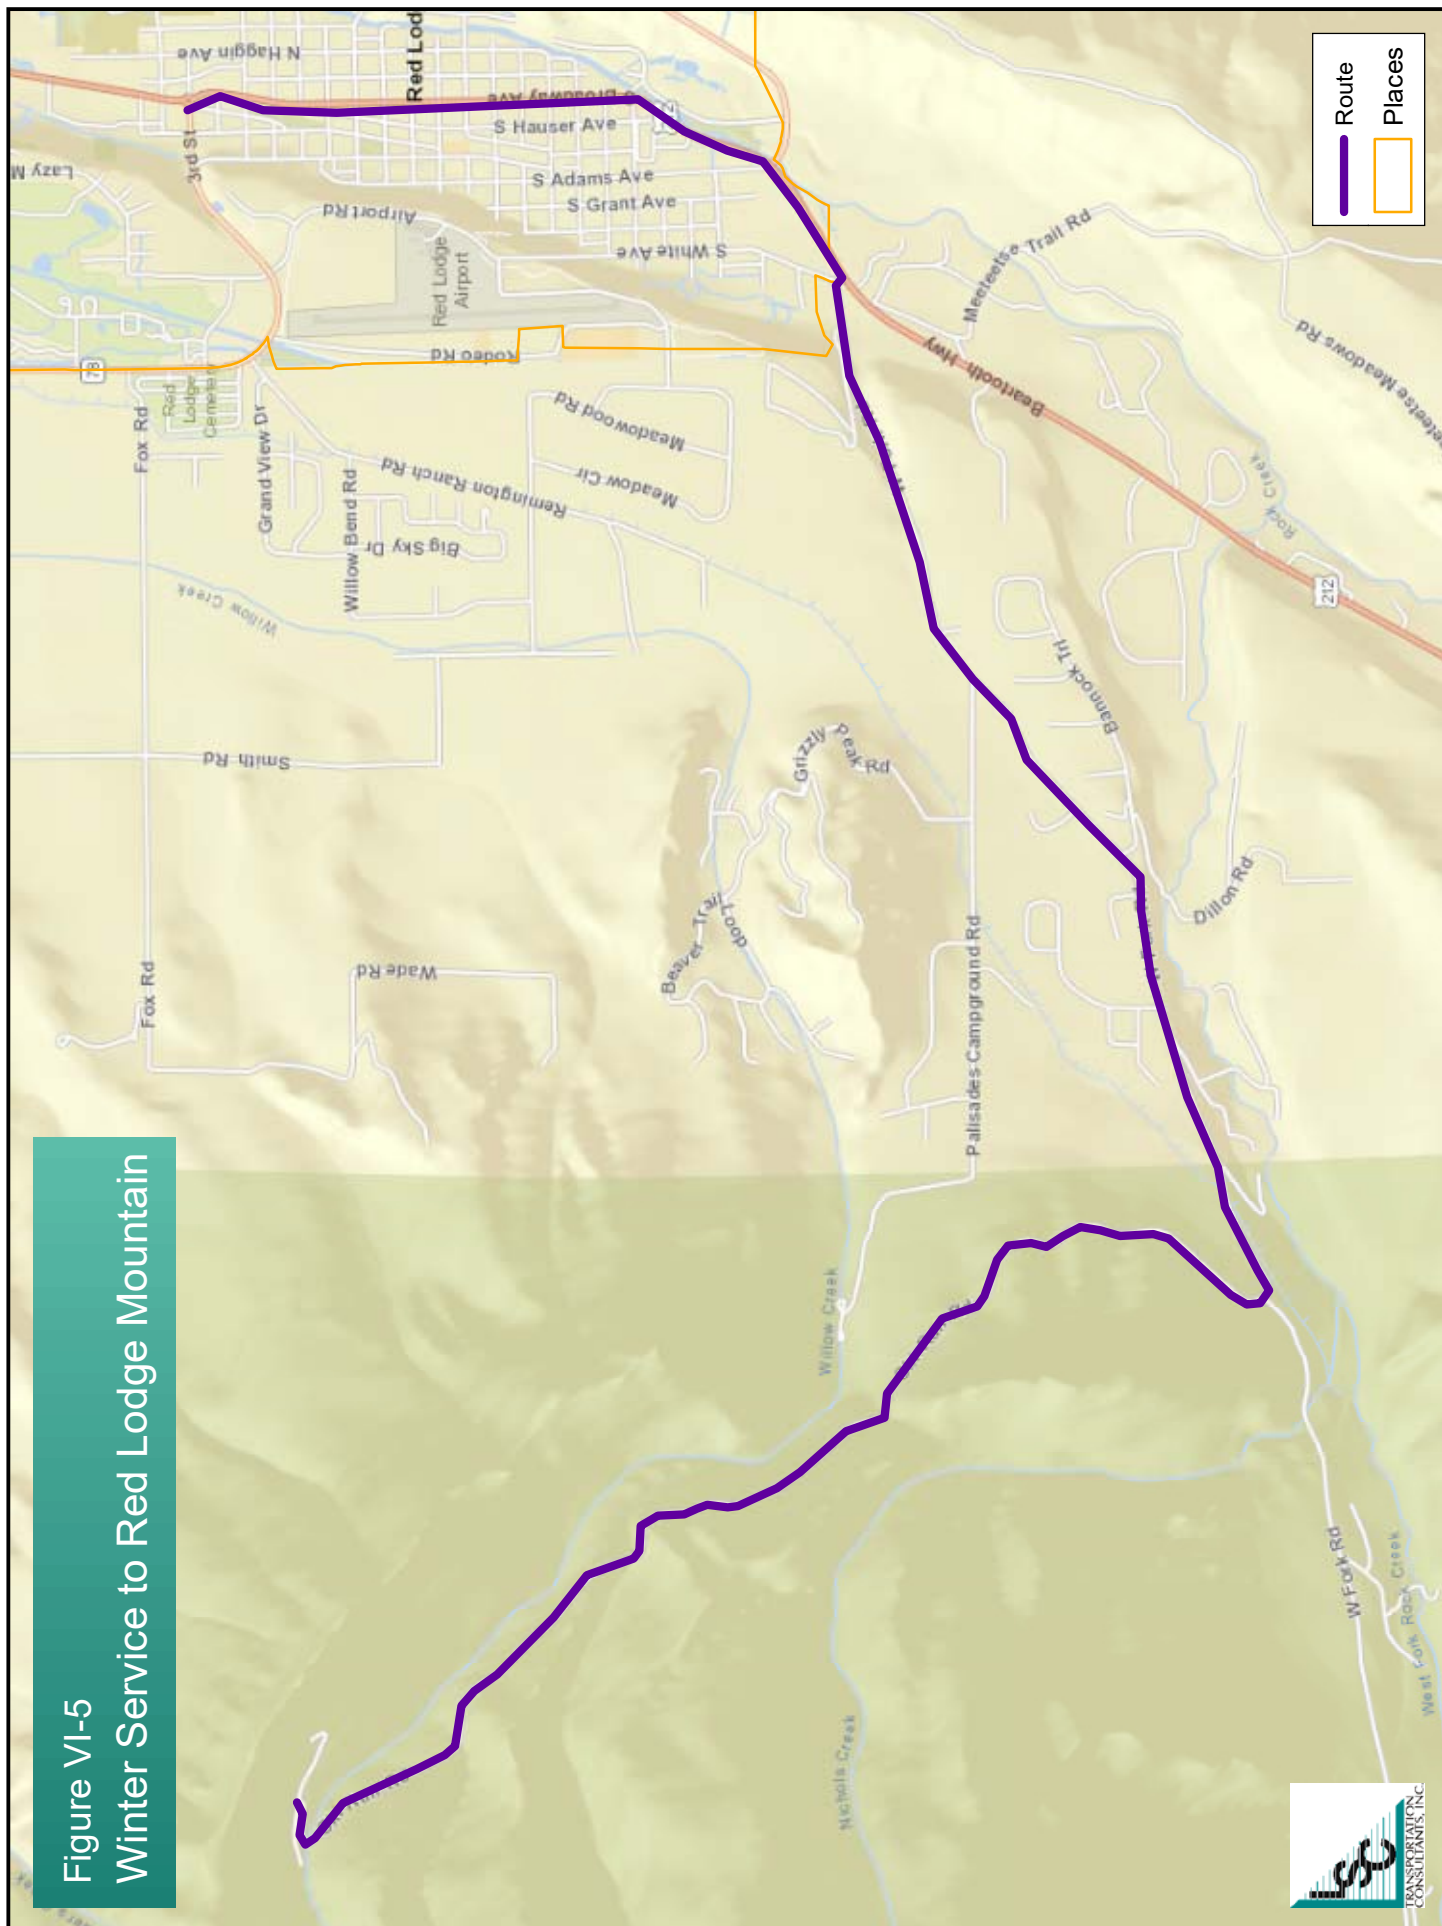 Figure VI-5
Winter Service to Red Lodge Mountain
Route
Places
N Haggin Ave
Red Lod
S Broadway Ave
S Hauser Ave
3rd St
Lazy M
S Adams Ave
S Grant Ave
Airport Rd
S White Ave
Red Lodge
Airport
Rodeo Rd
78
Red
Lodge
Cemetery
Fox Rd
Grand View Dr
Willow Bend Rd
Remington Ranch Rd
Big Sky Dr
Meadowood Rd
Meadow Cir
Meeteetse Trail Rd
Beartooth Hwy
eeteetse Meadows Rd
Rock Creek
212
Willow Creek
Smith Rd
Bannock Trl
Grizzly
Peak Rd
Beaver Trail
Loop
Dillon Rd
Fox Rd
Wade Rd
Palisades Campground Rd
Willow Creek
W Fork Rd
West Fork Rock Creek
Nichols Creek
LSC
TRANSPORTATION
CONSULTANTS, INC.